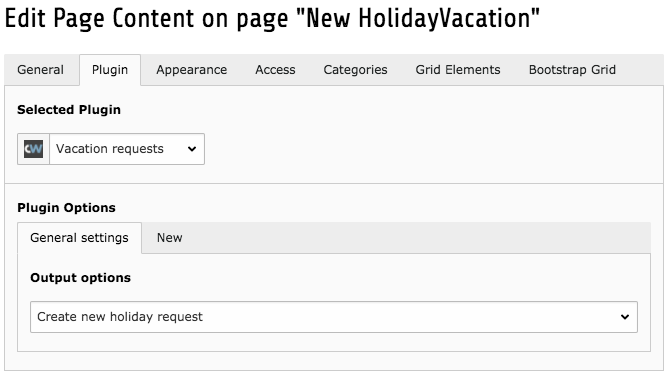 Edit Page Content on page "New HolidayVacation"
General Plugin Appearance Access Categories Grid Elements Bootstrap Grid
Selected Plugin
CW Vacation requests
Plugin Options
General settings New
Output options
Create new holiday request